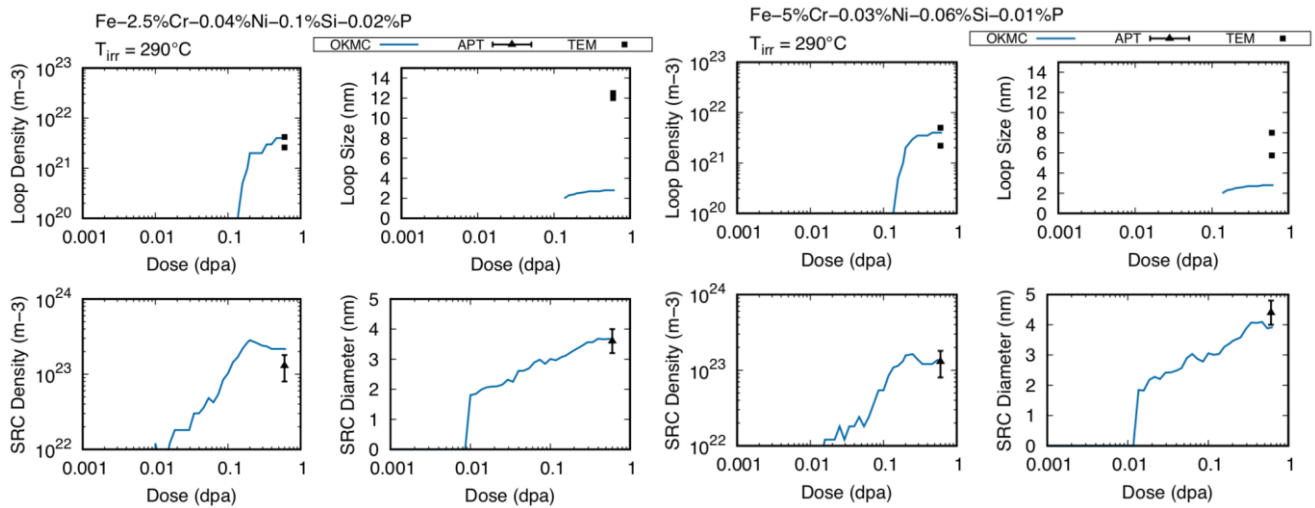 Fe−2.5%Cr−0.04%Ni−0.1%Si−0.02%P
T_irr = 290°C
OKMC APT TEM
Loop Density (m−3)
10^23
10^22
10^21
10^20
0.001 0.01 0.1 1
Dose (dpa)
Loop Size (nm)
14
12
10
8
6
4
2
0
0.001 0.01 0.1 1
Dose (dpa)
SRC Density (m−3)
10^24
10^23
10^22
0.001 0.01 0.1 1
Dose (dpa)
SRC Diameter (nm)
5
4
3
2
1
0
0.001 0.01 0.1 1
Dose (dpa)
Fe−5%Cr−0.03%Ni−0.06%Si−0.01%P
T_irr = 290°C
OKMC APT TEM
Loop Density (m−3)
10^23
10^22
10^21
10^20
0.001 0.01 0.1 1
Dose (dpa)
Loop Size (nm)
14
12
10
8
6
4
2
0
0.001 0.01 0.1 1
Dose (dpa)
SRC Density (m−3)
10^24
10^23
10^22
0.001 0.01 0.1 1
Dose (dpa)
SRC Diameter (nm)
5
4
3
2
1
0
0.001 0.01 0.1 1
Dose (dpa)